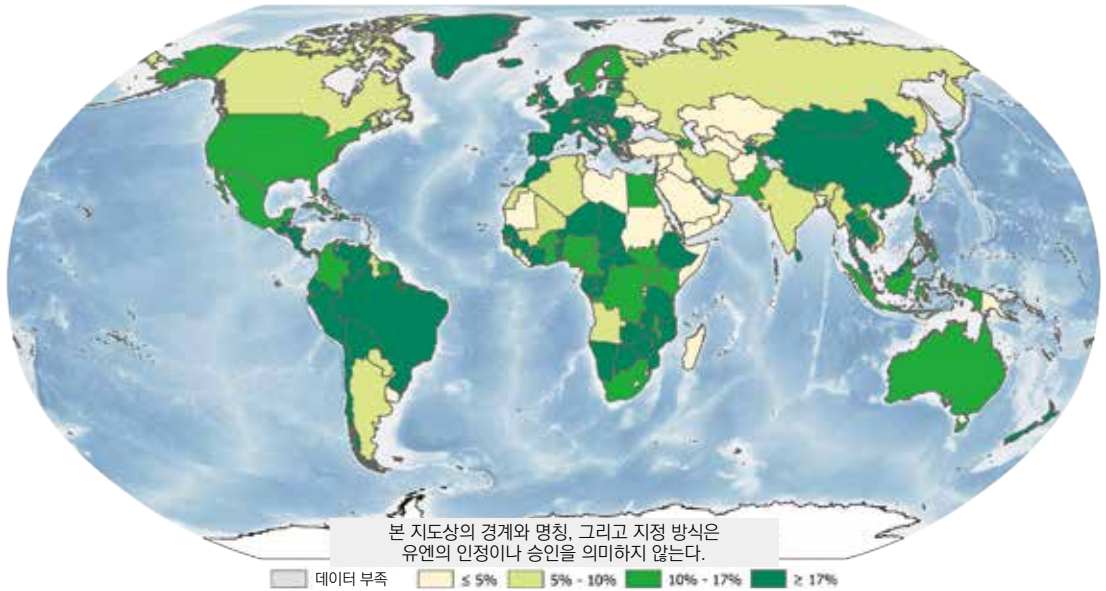 본 지도상의 경계와 명칭, 그리고 지정 방식은
유엔의 인정이나 승인을 의미하지 않는다.
데이터 부족 ≤ 5% 5% - 10% 10% - 17% ≥ 17%